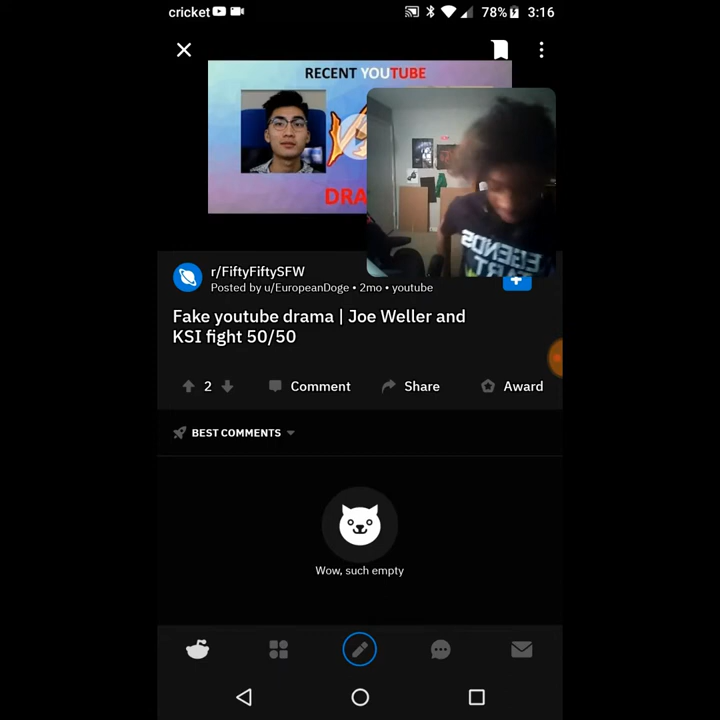 cricket
78% 3:16
RECENT YOUTUBE
DRA
r/FiftyFiftySFW
Posted by u/EuropeanDoge • 2mo • youtube
Fake youtube drama | Joe Weller and
KSI fight 50/50
2 Comment Share Award
BEST COMMENTS
Wow, such empty